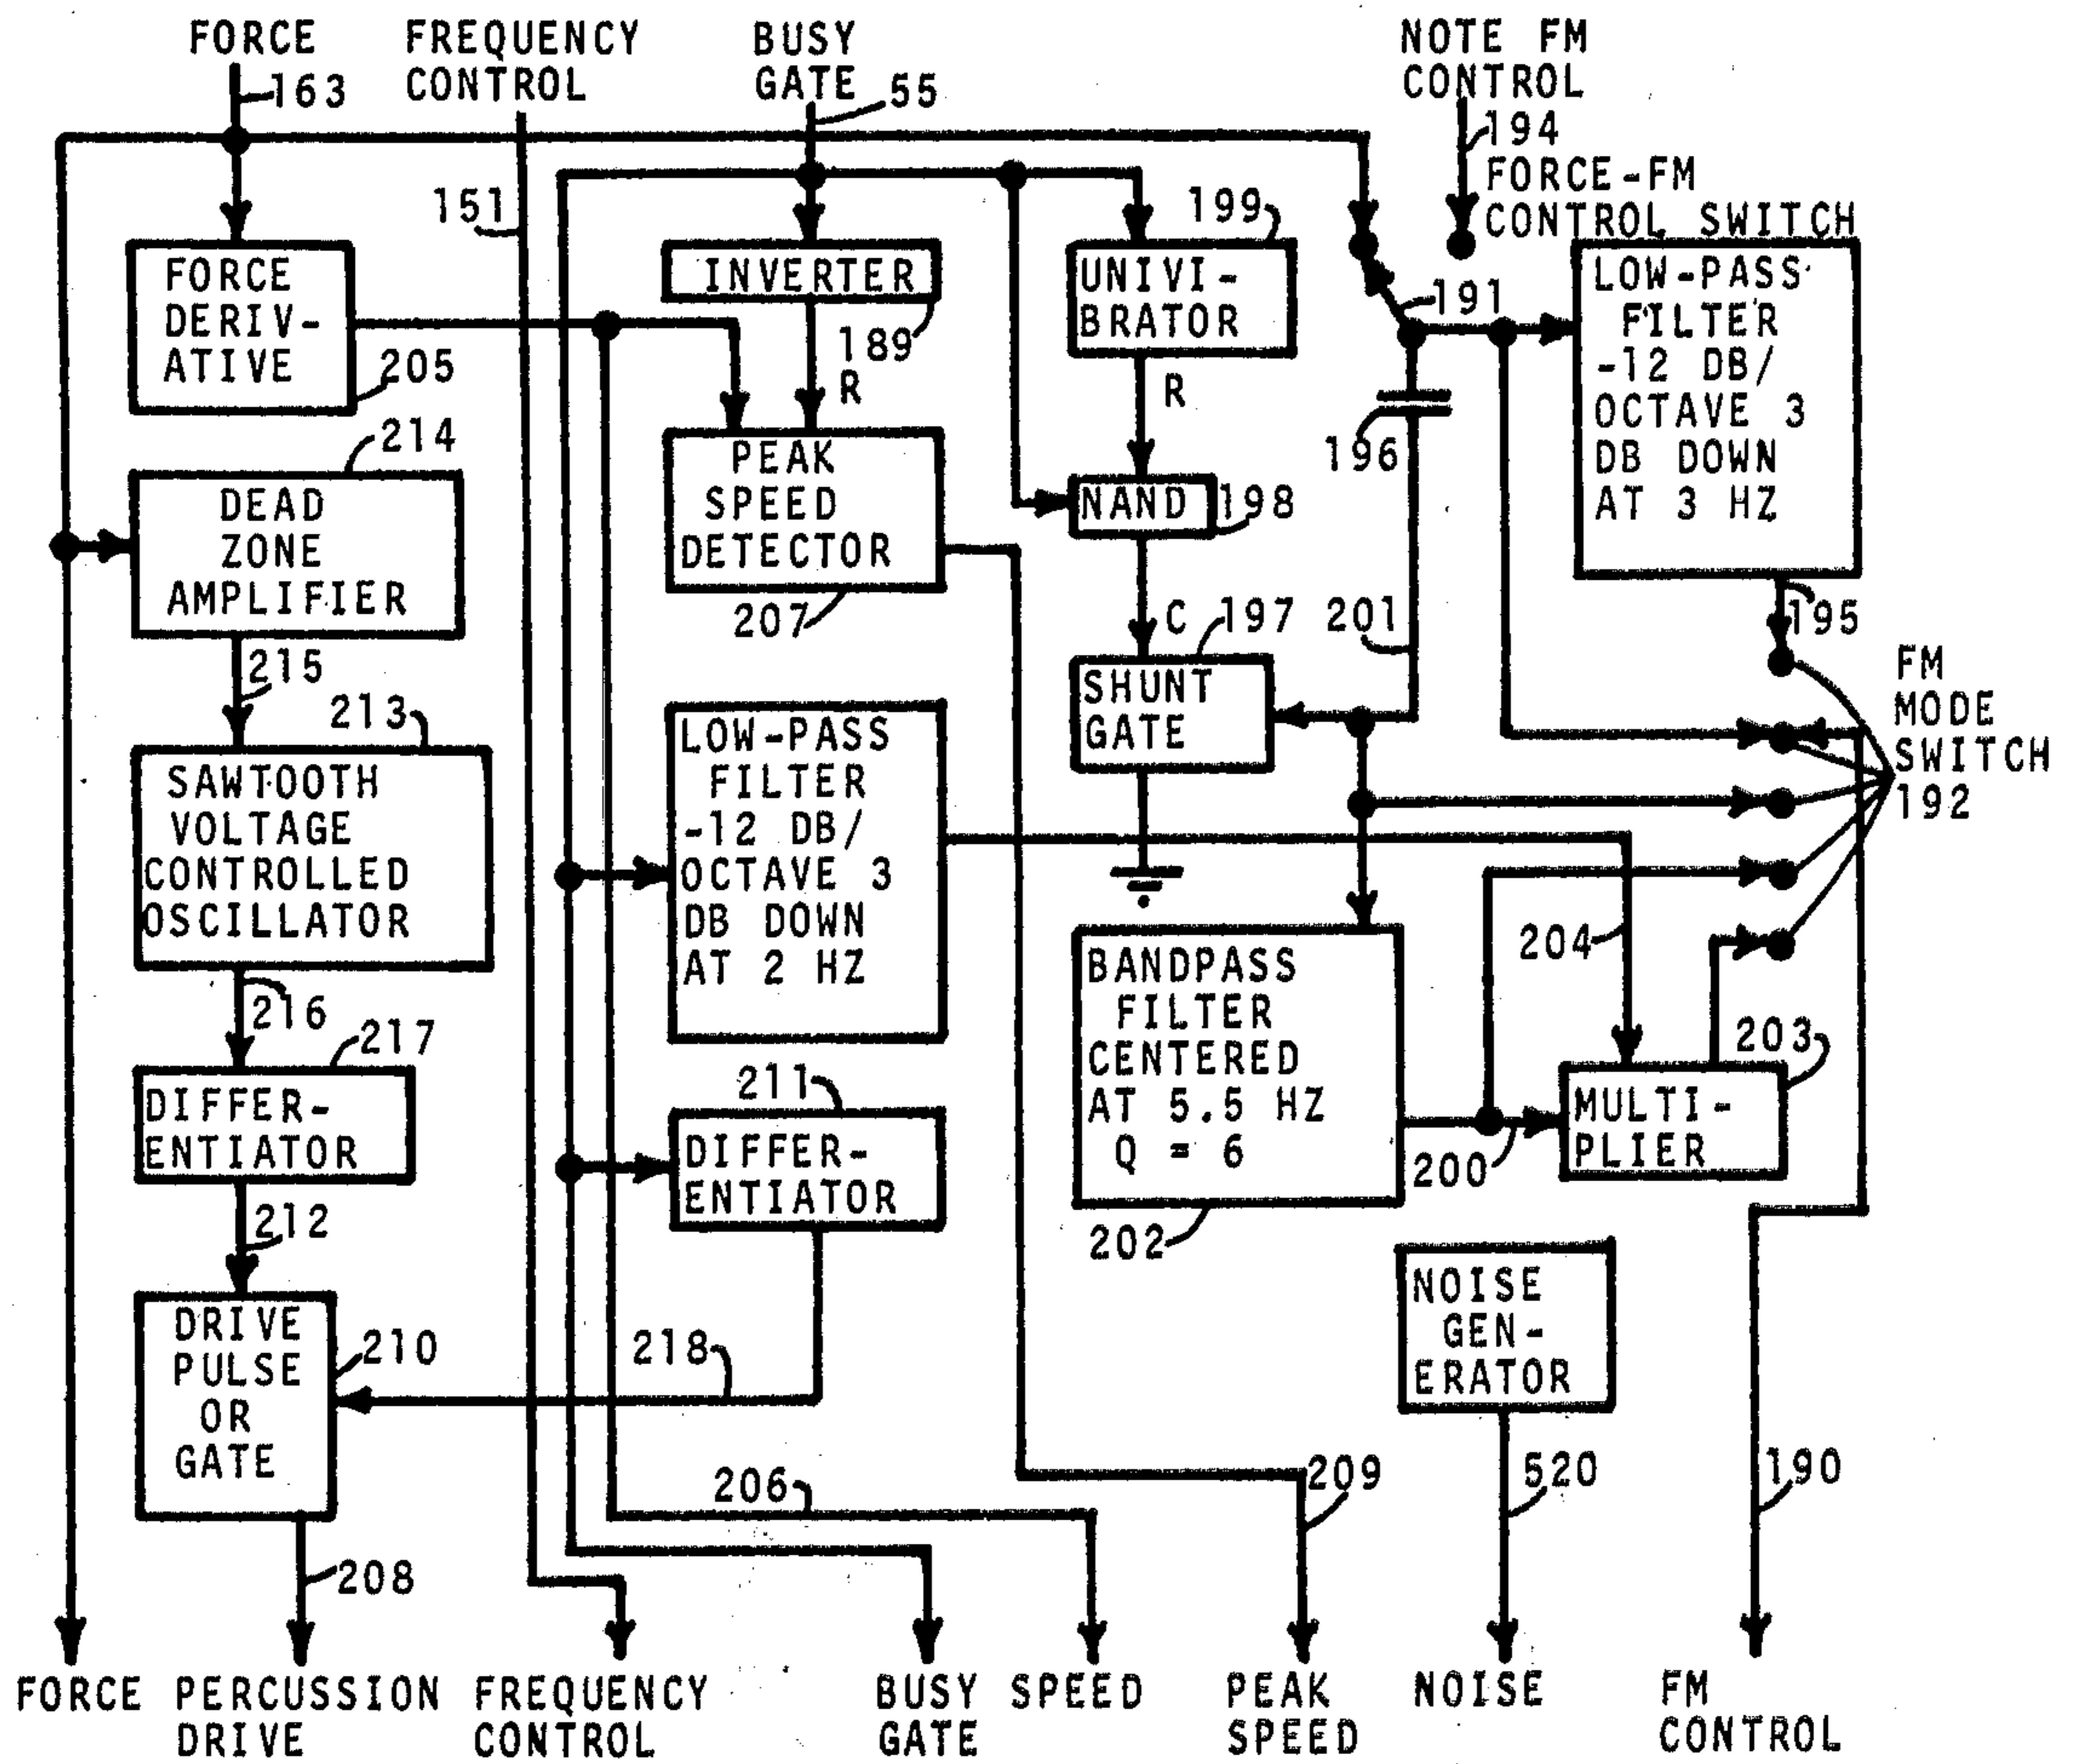 FORCE
163
FREQUENCY
CONTROL
BUSY
GATE
55
NOTE FM
CONTROL
194
FORCE-FM
CONTROL SWITCH
151
199
191
FORCE
DERIV-
ATIVE
205
INVERTER
189
R
UNIVI-
BRATOR
R
LOW-PASS
FILTER
-12 DB/
OCTAVE 3
DB DOWN
AT 3 HZ
196
195
214
DEAD
ZONE
AMPLIFIER
215
PEAK
SPEED
DETECTOR
207
NAND
198
C
197
201
SHUNT
GATE
FM
MODE
SWITCH
192
213
SAWTOOTH
VOLTAGE
CONTROLLED
OSCILLATOR
216
LOW-PASS
FILTER
-12 DB/
OCTAVE 3
DB DOWN
AT 2 HZ
204
BANDPASS
FILTER
CENTERED
AT 5.5 HZ
Q = 6
202
200
203
MULTI-
PLIER
217
DIFFER-
ENTIATOR
212
211
DIFFER-
ENTIATOR
218
DRIVE
PULSE
OR
GATE
210
208
206
209
NOISE
GEN-
ERATOR
520
190
FORCE
PERCUSSION
DRIVE
FREQUENCY
CONTROL
BUSY
GATE
SPEED
PEAK
SPEED
NOISE
FM
CONTROL